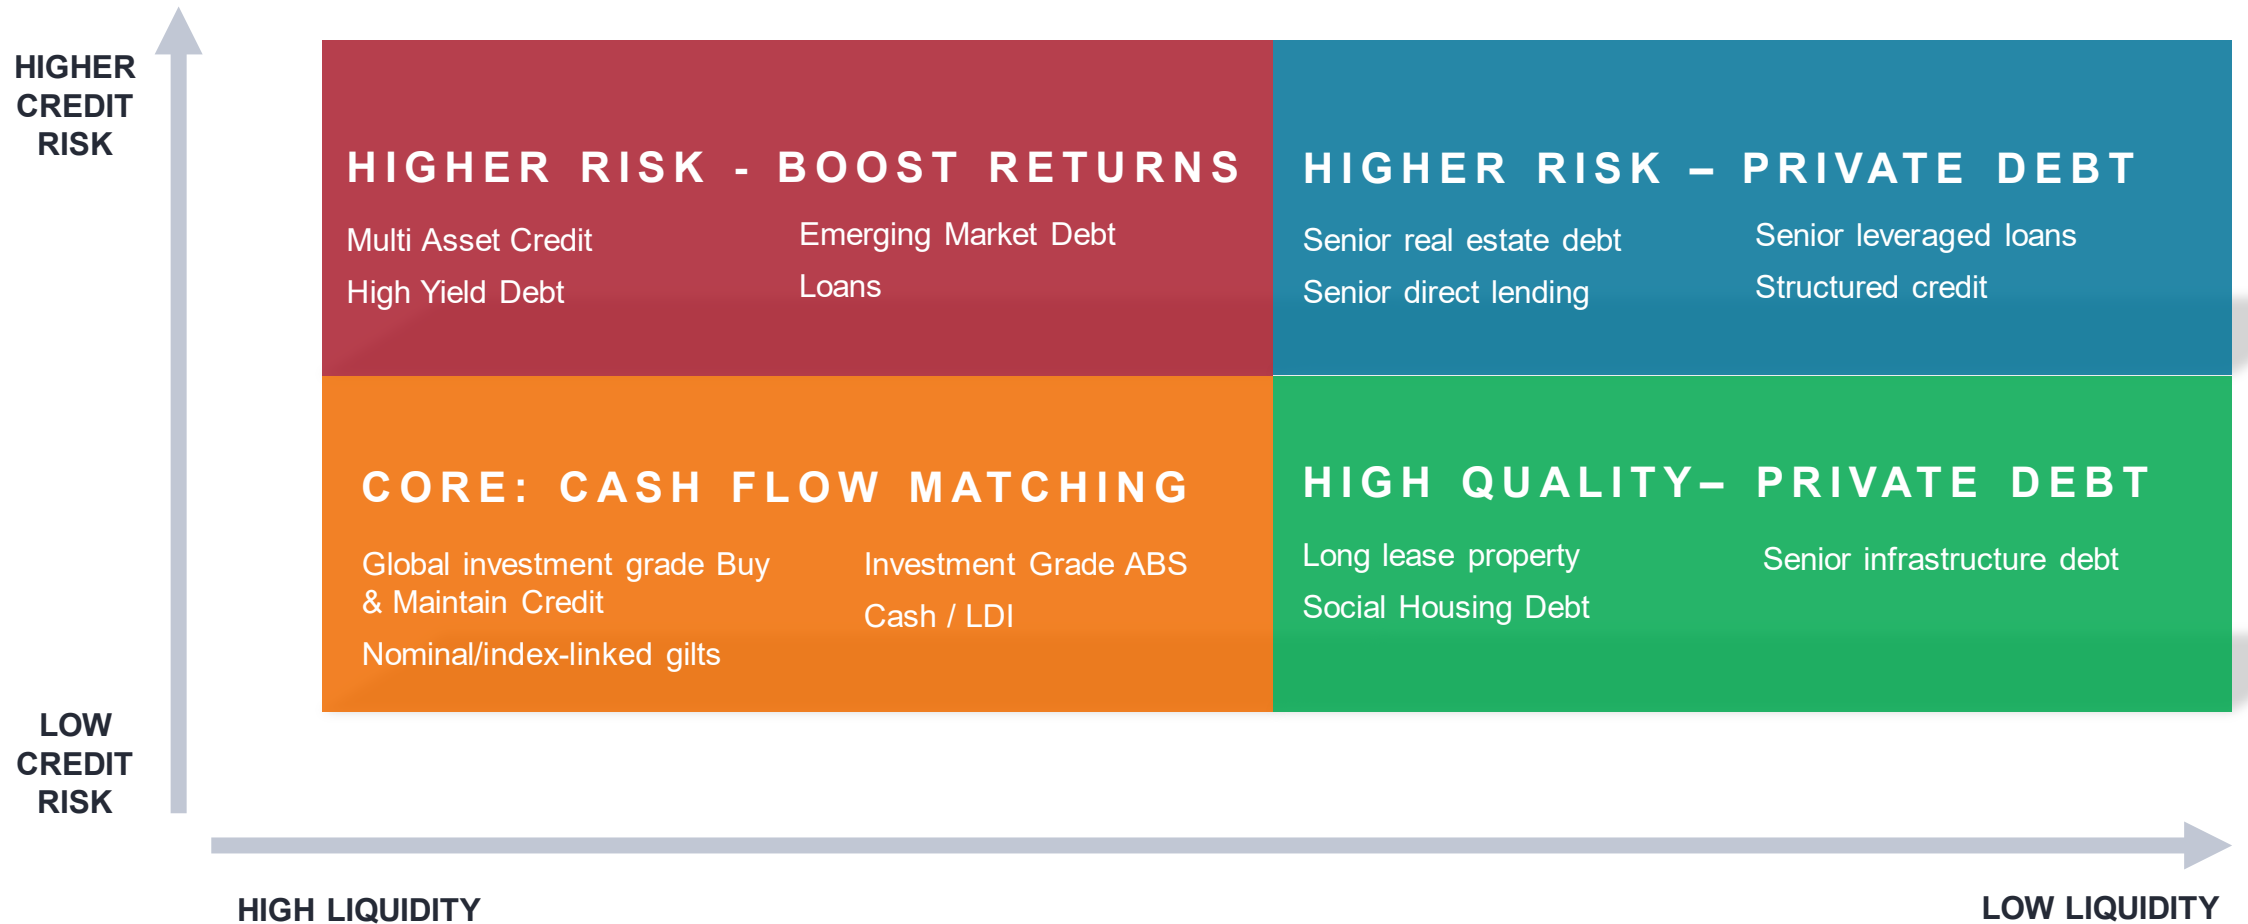 HIGHER
CREDIT
RISK
HIGHER RISK - BOOST RETURNS
Multi Asset Credit
High Yield Debt
Emerging Market Debt
Loans
HIGHER RISK – PRIVATE DEBT
Senior real estate debt
Senior direct lending
Senior leveraged loans
Structured credit
CORE: CASH FLOW MATCHING
Global investment grade Buy
& Maintain Credit
Nominal/index-linked gilts
Investment Grade ABS
Cash / LDI
HIGH QUALITY– PRIVATE DEBT
Long lease property
Social Housing Debt
Senior infrastructure debt
LOW
CREDIT
RISK
HIGH LIQUIDITY
LOW LIQUIDITY